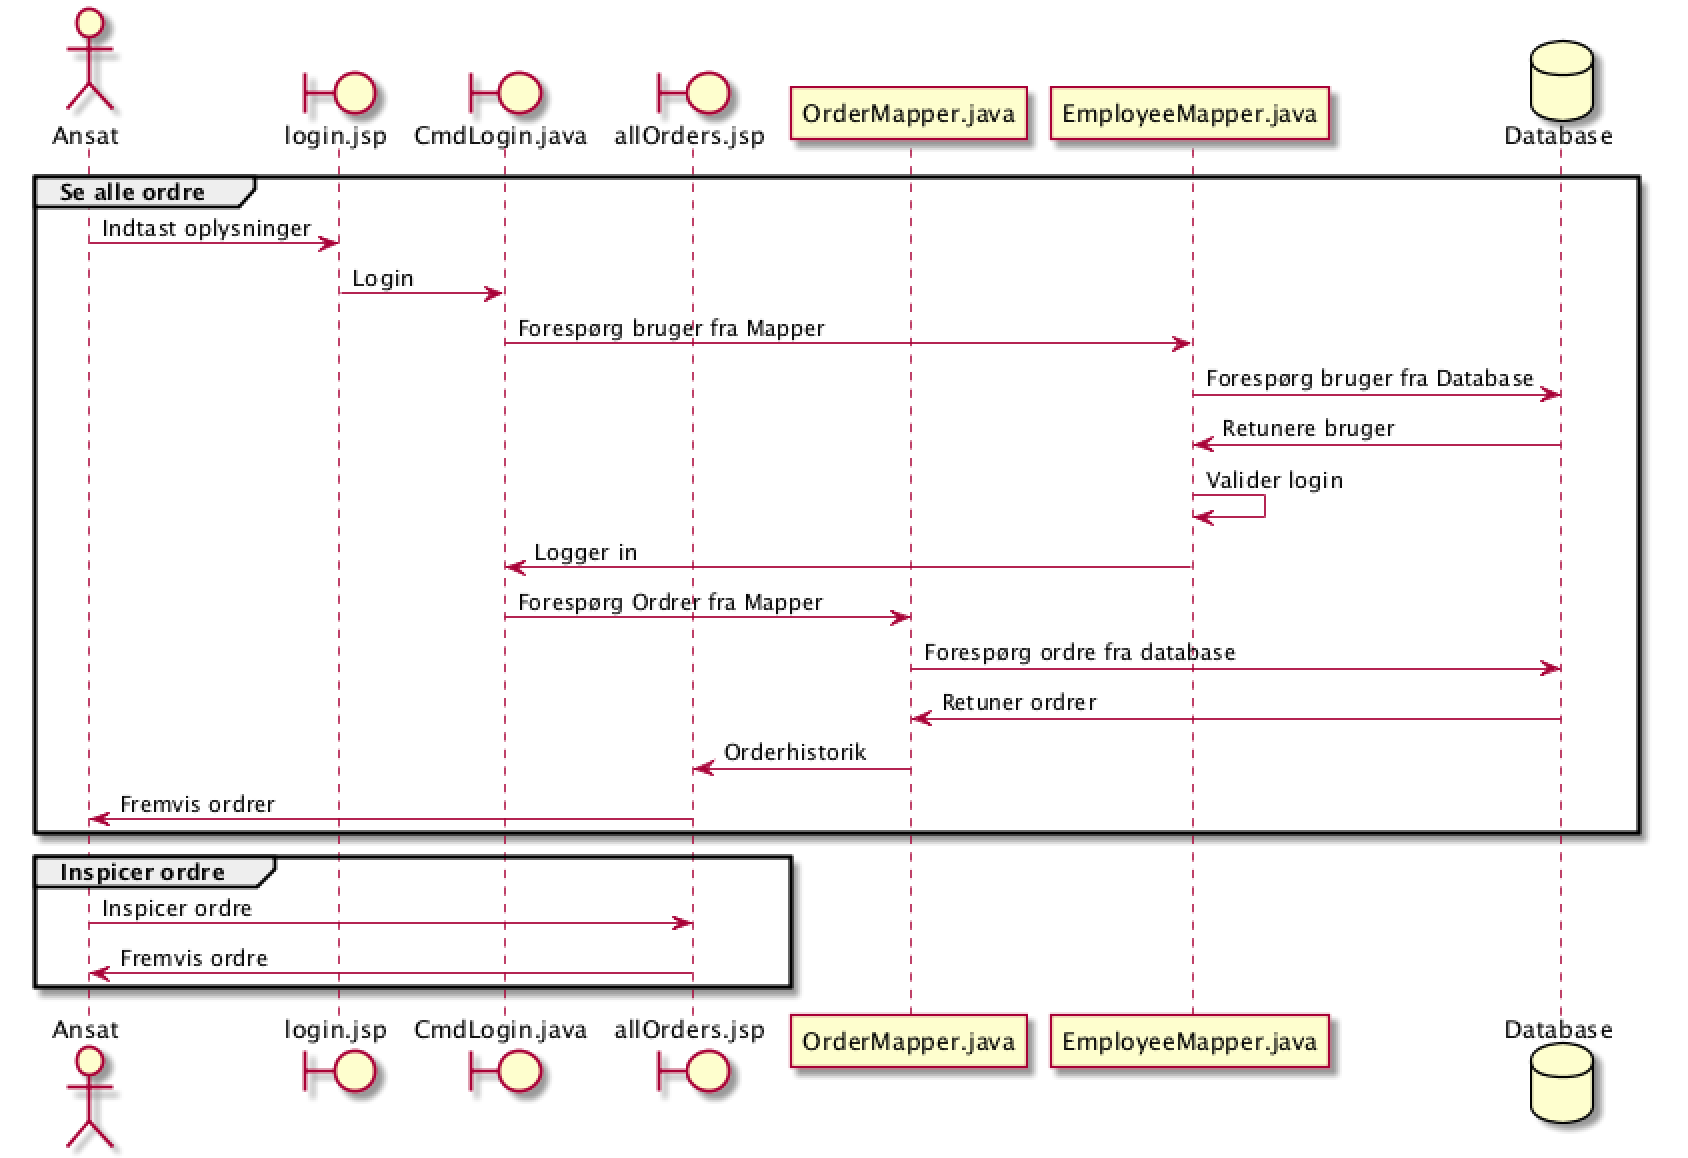 Ansat
login.jsp
CmdLogin.java
allOrders.jsp
OrderMapper.java
EmployeeMapper.java
Database
Se alle ordre
Indtast oplysninger
Login
Forespørg bruger fra Mapper
Forespørg bruger fra Database
Retunere bruger
Valider login
Logger in
Forespørg Ordrer fra Mapper
Forespørg ordre fra database
Retuner ordrer
Orderhistorik
Fremvis ordrer
Inspicer ordre
Inspicer ordre
Fremvis ordre
Ansat
login.jsp
CmdLogin.java
allOrders.jsp
OrderMapper.java
EmployeeMapper.java
Database